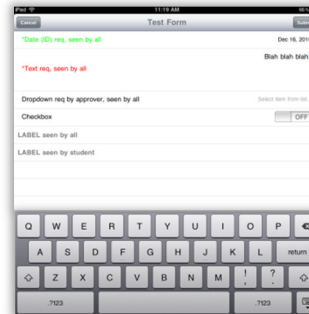 iPad 11:19 AM
Cancel Test Form
*Date (ID) req, seen by all Dec 16, 201
Blah blah blah
*Text req, seen by all
Dropdown req by approver, seen by all Select item from list.
Checkbox OFF
LABEL seen by all
LABEL seen by student
Q W E R T Y U I O P
A S D F G H J K L return
Z X C V B N M ! , ? .
.?123 .?123